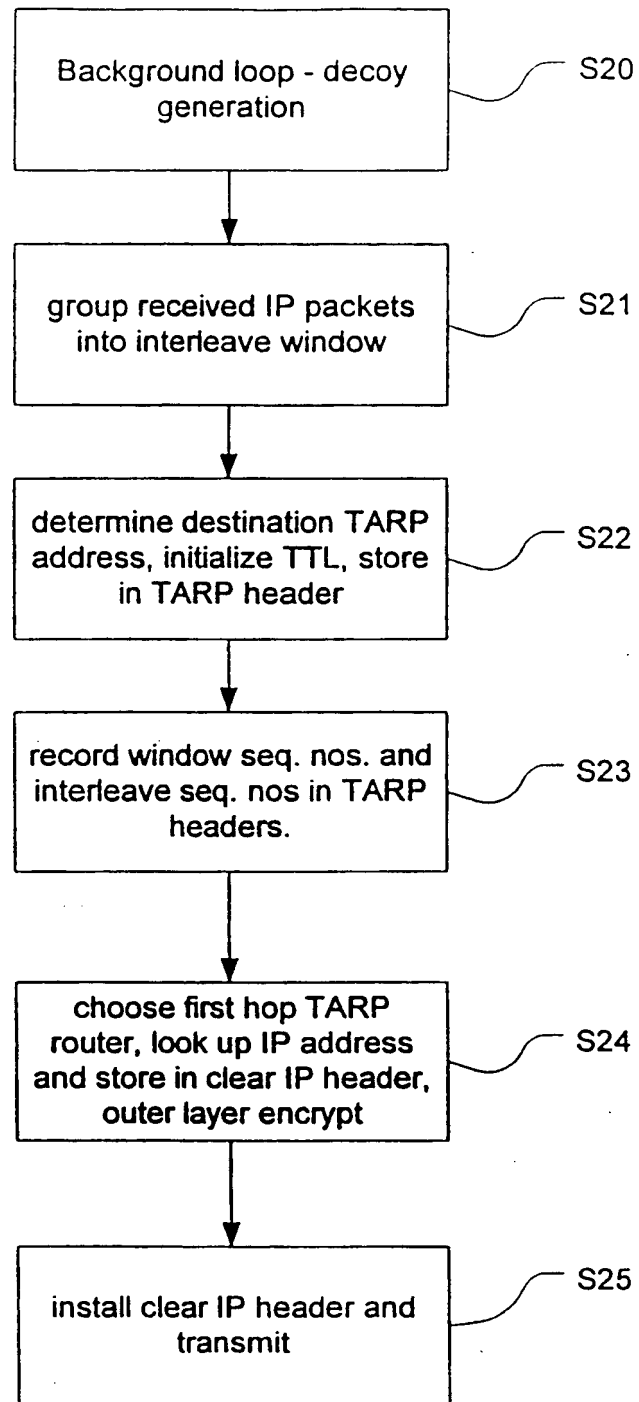 Background loop - decoy
generation
S20
group received IP packets
into interleave window
S21
determine destination TARP
address, initialize TTL, store
in TARP header
S22
record window seq. nos. and
interleave seq. nos in TARP
headers.
S23
choose first hop TARP
router, look up IP address
and store in clear IP header,
outer layer encrypt
S24
install clear IP header and
transmit
S25